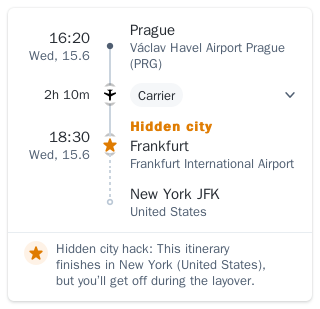 16:20
Wed, 15.6
Prague
Václav Havel Airport Prague
(PRG)
2h 10m
Carrier
Hidden city
18:30
Wed, 15.6
Frankfurt
Frankfurt International Airport
New York JFK
United States
Hidden city hack: This itinerary
finishes in New York (United States),
but you'll get off during the layover.